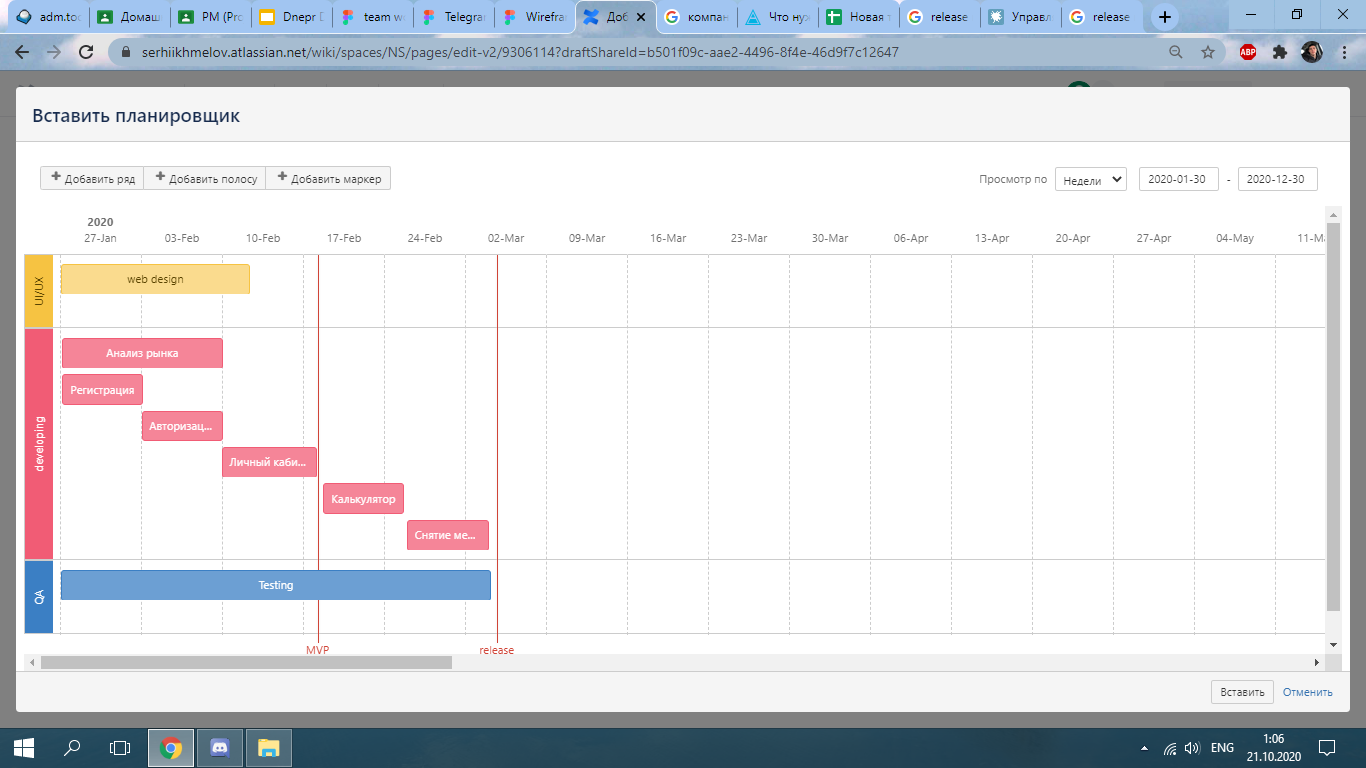 adm.too
Домаш
PM (Pro
Dnepr D
team w
Telegra
Wirefra
Доб
компан
Что ну
Новая т
release
Управл
release
serhiikhmelov.atlassian.net/wiki/spaces/NS/pages/edit-v2/9306114?draftShareId=b501f09c-aae2-4496-8f4e-46d9f7c12647
ABP
Вставить планировщик
Добавить ряд
Добавить полосу
Добавить маркер
Просмотр по
Недели
2020-01-30 - 2020-12-30
2020
27-Jan 03-Feb 10-Feb 17-Feb 24-Feb 02-Mar 09-Mar 16-Mar 23-Mar 30-Mar 06-Apr 13-Apr 20-Apr 27-Apr 04-May 11-Ma
UI/UX
web design
developing
Анализ рынка
Регистрация
Авторизац...
Личный каби...
Калькулятор
Снятие ме...
QA
Testing
MVP
release
Вставить
Отменить
ENG
1:06
21.10.2020